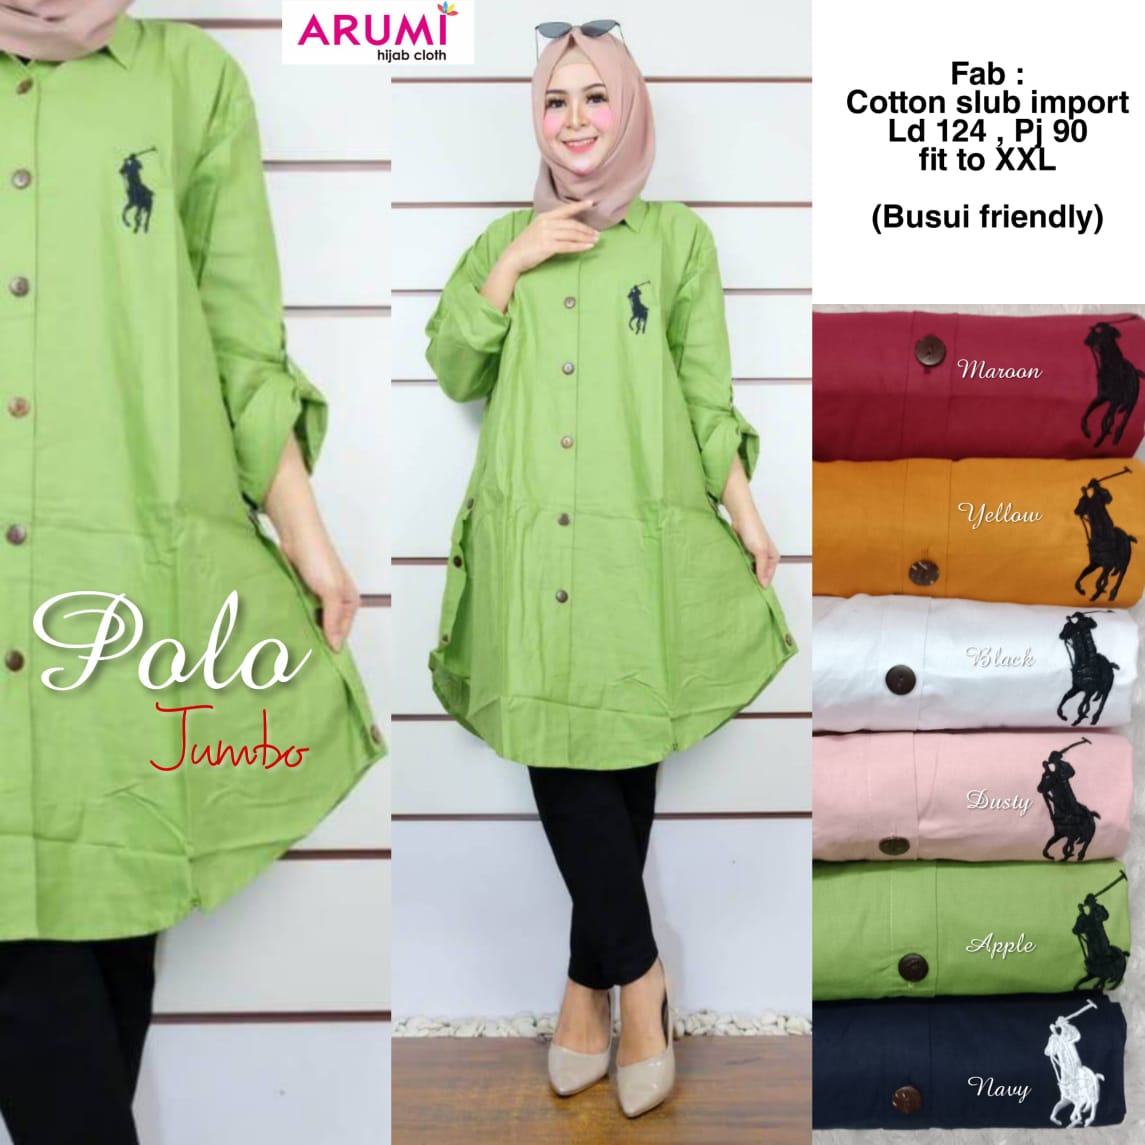 ARUMI
hijab cloth
Fab :
Cotton slub import
Ld 124 , Pj 90
fit to XXL
(Busui friendly)
Polo
Jumbo
Maroon
Yellow
Black
Dusty
Apple
Navy